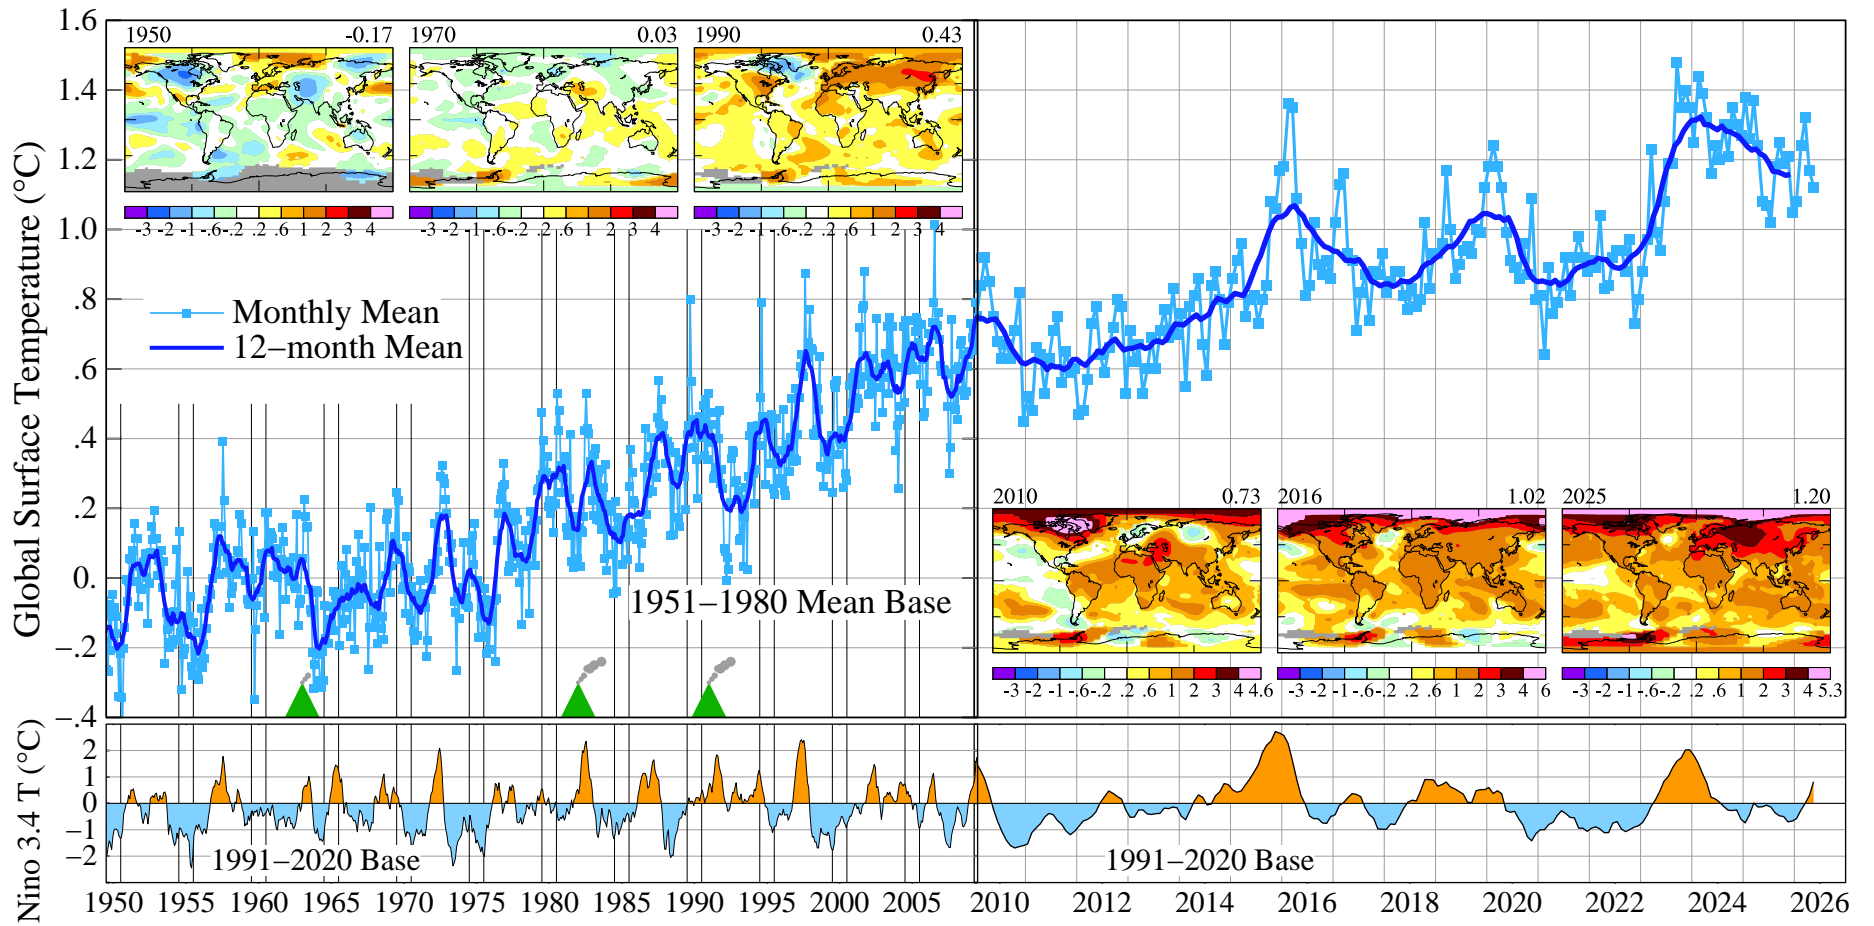 Global Surface Temperature (°C)
1.6
1.4
1.2
1.0
.8
.6
.4
.2
0.
−.2
−.4
1950 -0.17
-3 -2 -1 -.6 -.2 .2 .6 1 2 3 4
1970 0.03
-3 -2 -1 -.6 -.2 .2 .6 1 2 3 4
1990 0.43
-3 -2 -1 -.6 -.2 .2 .6 1 2 3 4
Monthly Mean
12−month Mean
1951−1980 Mean Base
2010 0.73
-3 -2 -1 -.6 -.2 .2 .6 1 2 3 4 4.6
2016 1.02
-3 -2 -1 -.6 -.2 .2 .6 1 2 3 4 6
2025 1.20
-3 -2 -1 -.6 -.2 .2 .6 1 2 3 4 5.3
Nino 3.4 T (°C)
2
1
0
−1
−2
1991−2020 Base
1991−2020 Base
1950 1955 1960 1965 1970 1975 1980 1985 1990 1995 2000 2005 2010 2012 2014 2016 2018 2020 2022 2024 2026